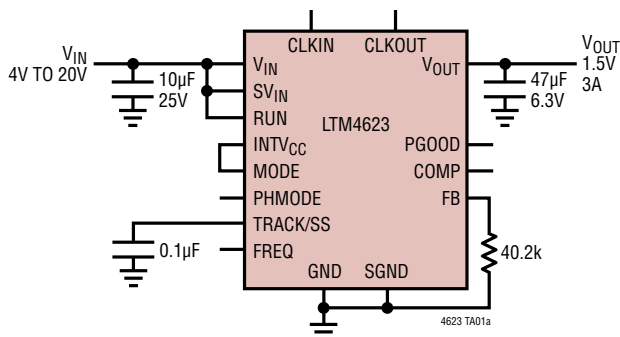 CLKIN CLKOUT
VIN
4V TO 20V
10µF
25V
VIN
SVIN
RUN
INTVCC
MODE
PHMODE
TRACK/SS
FREQ
0.1µF
LTM4623
GND SGND
VOUT
PGOOD
COMP
FB
47µF
6.3V
VOUT
1.5V
3A
40.2k
4623 TA01a